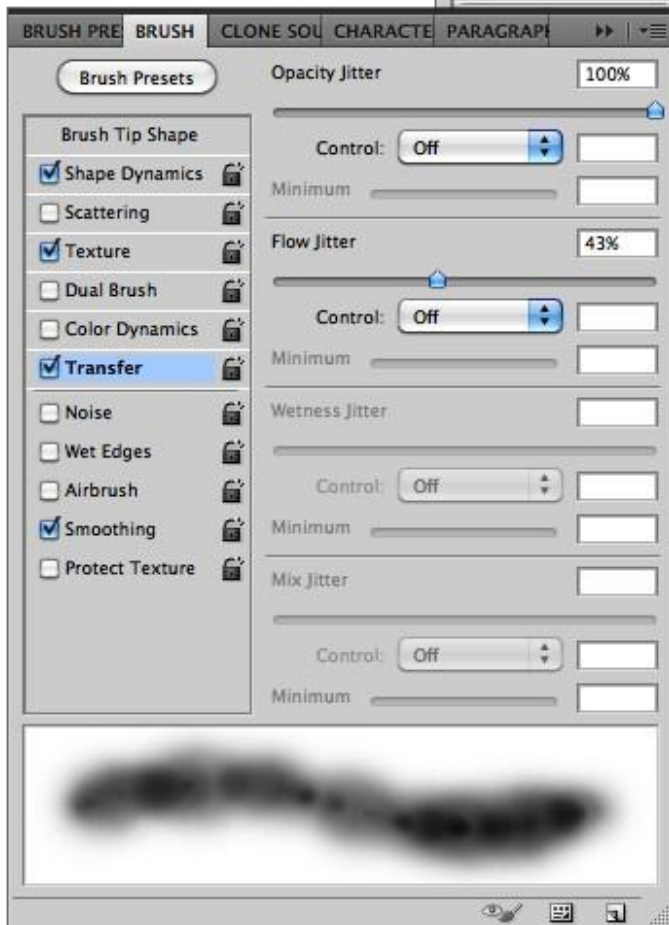 BRUSH PRE BRUSH CLONE SOU CHARACTE PARAGRAPH
Brush Presets
Brush Tip Shape
Shape Dynamics
Scattering
Texture
Dual Brush
Color Dynamics
Transfer
Noise
Wet Edges
Airbrush
Smoothing
Protect Texture
Opacity Jitter 100%
Control: Off
Minimum
Flow Jitter 43%
Control: Off
Minimum
Wetness Jitter
Control: Off
Minimum
Mix Jitter
Control: Off
Minimum